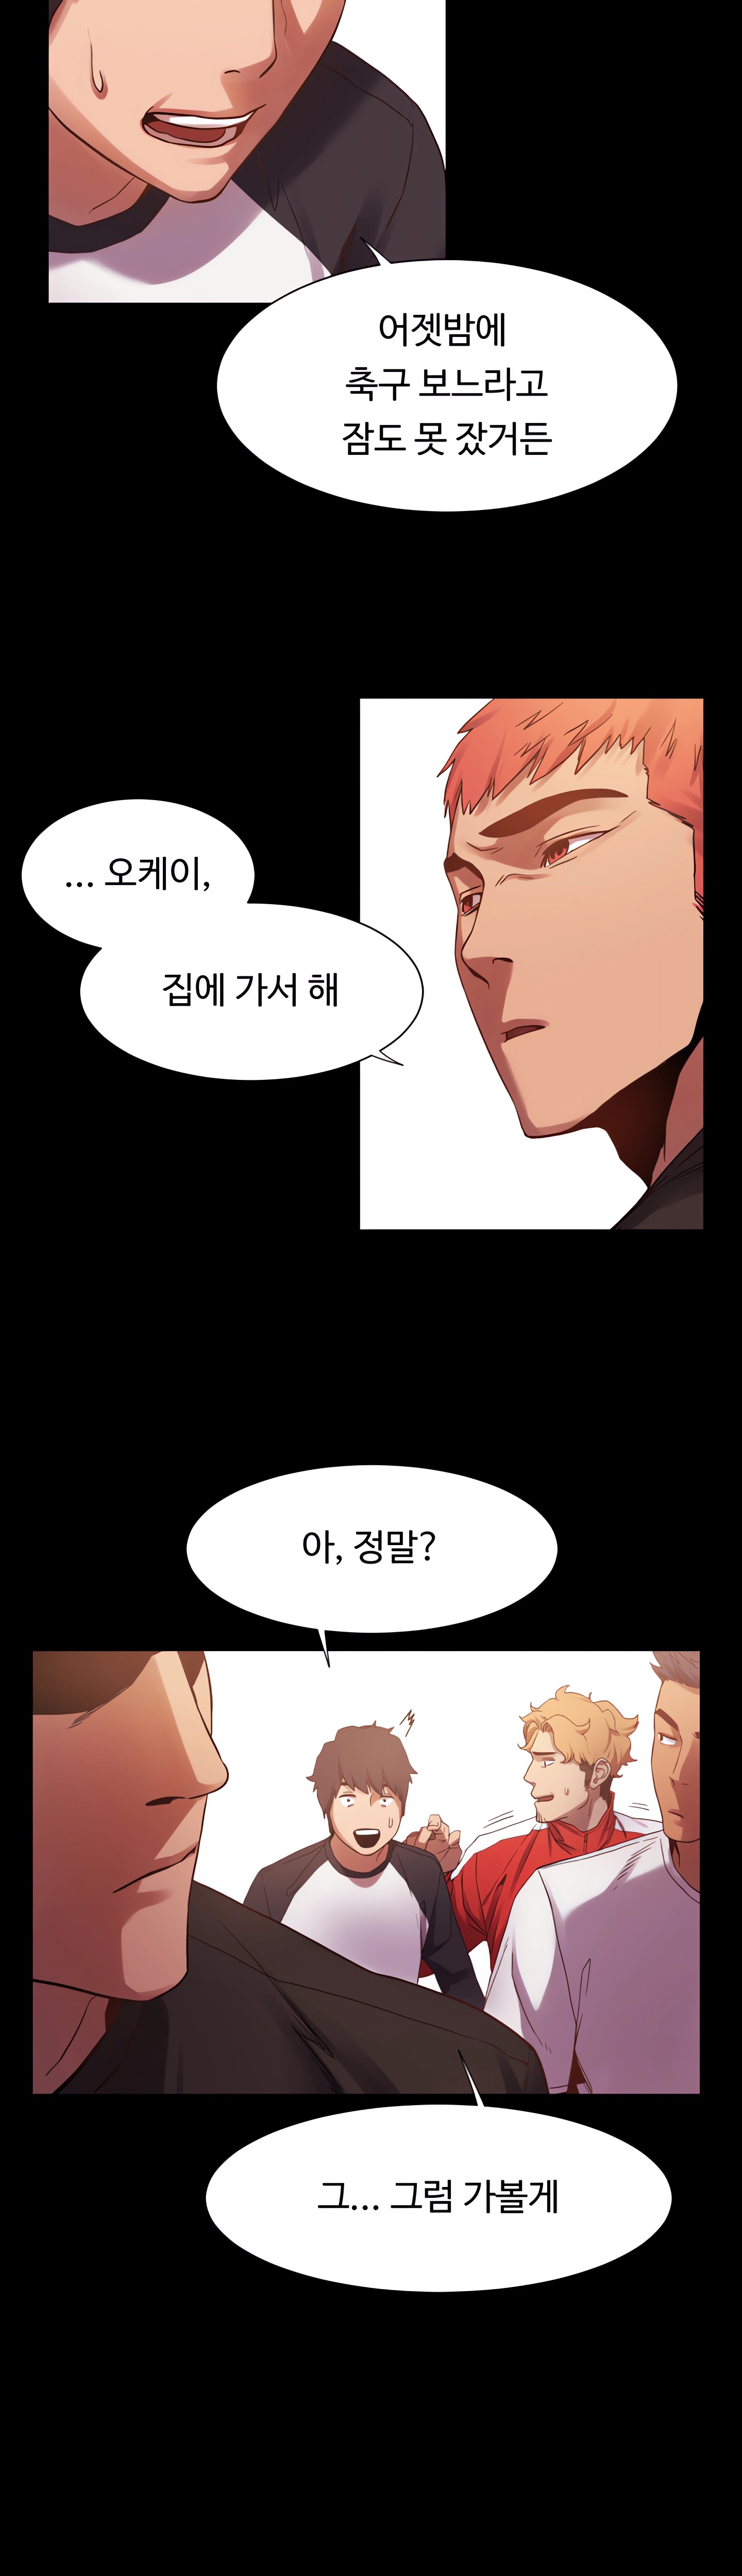 어젯밤에
축구 보느라고
잠도 못 잤거든
... 오케이,
집에 가서 해
아, 정말?
그... 그럼 가볼게